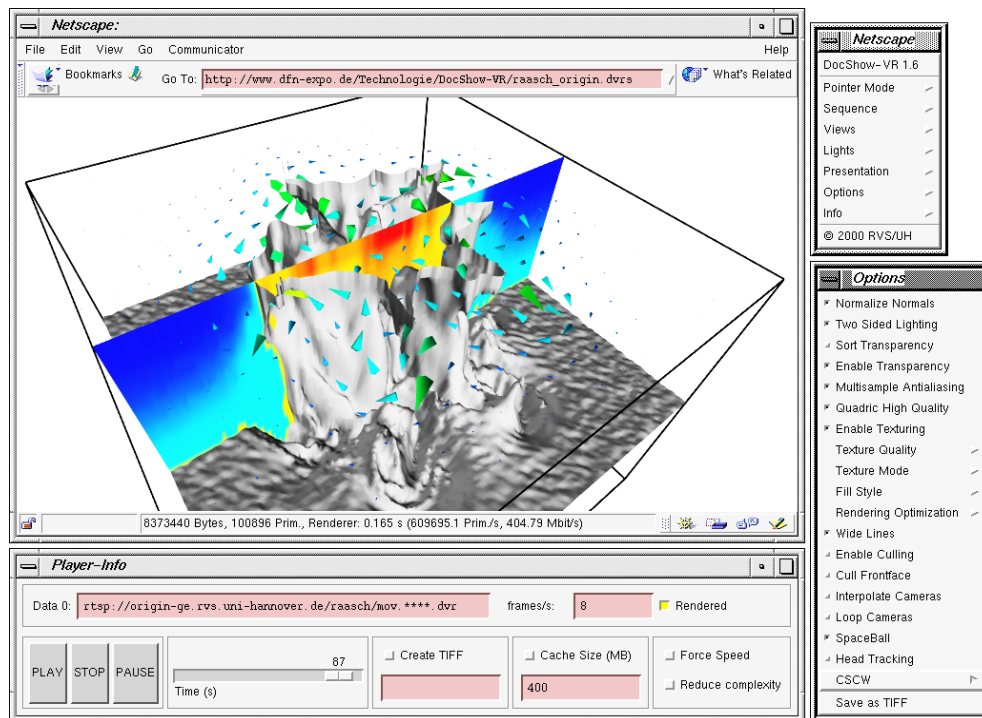 Netscape:
File Edit View Go Communicator Help
Bookmarks Go To: http://www.dfn-expo.de/Technologie/DocShow-VR/raasch_origin.dvrs What's Related
8373440 Bytes, 100896 Prim., Renderer: 0.165 s (609695.1 Prim./s, 404.79 Mbit/s)
Player-Info
Data 0: rtsp://origin-ge.rvs.uni-hannover.de/raasch/mov.****.dvr frames/s: 8 Rendered
PLAY STOP PAUSE
87
Time (s)
Create TIFF
Cache Size (MB)
400
Force Speed
Reduce complexity
Netscape
DocShow-VR 1.6
Pointer Mode
Sequence
Views
Lights
Presentation
Options
Info
© 2000 RVS/UH
Options
Normalize Normals
Two Sided Lighting
Sort Transparency
Enable Transparency
Multisample Antialiasing
Quadric High Quality
Enable Texturing
Texture Quality
Texture Mode
Fill Style
Rendering Optimization
Wide Lines
Enable Culling
Cull Frontface
Interpolate Cameras
Loop Cameras
SpaceBall
Head Tracking
CSCW
Save as TIFF